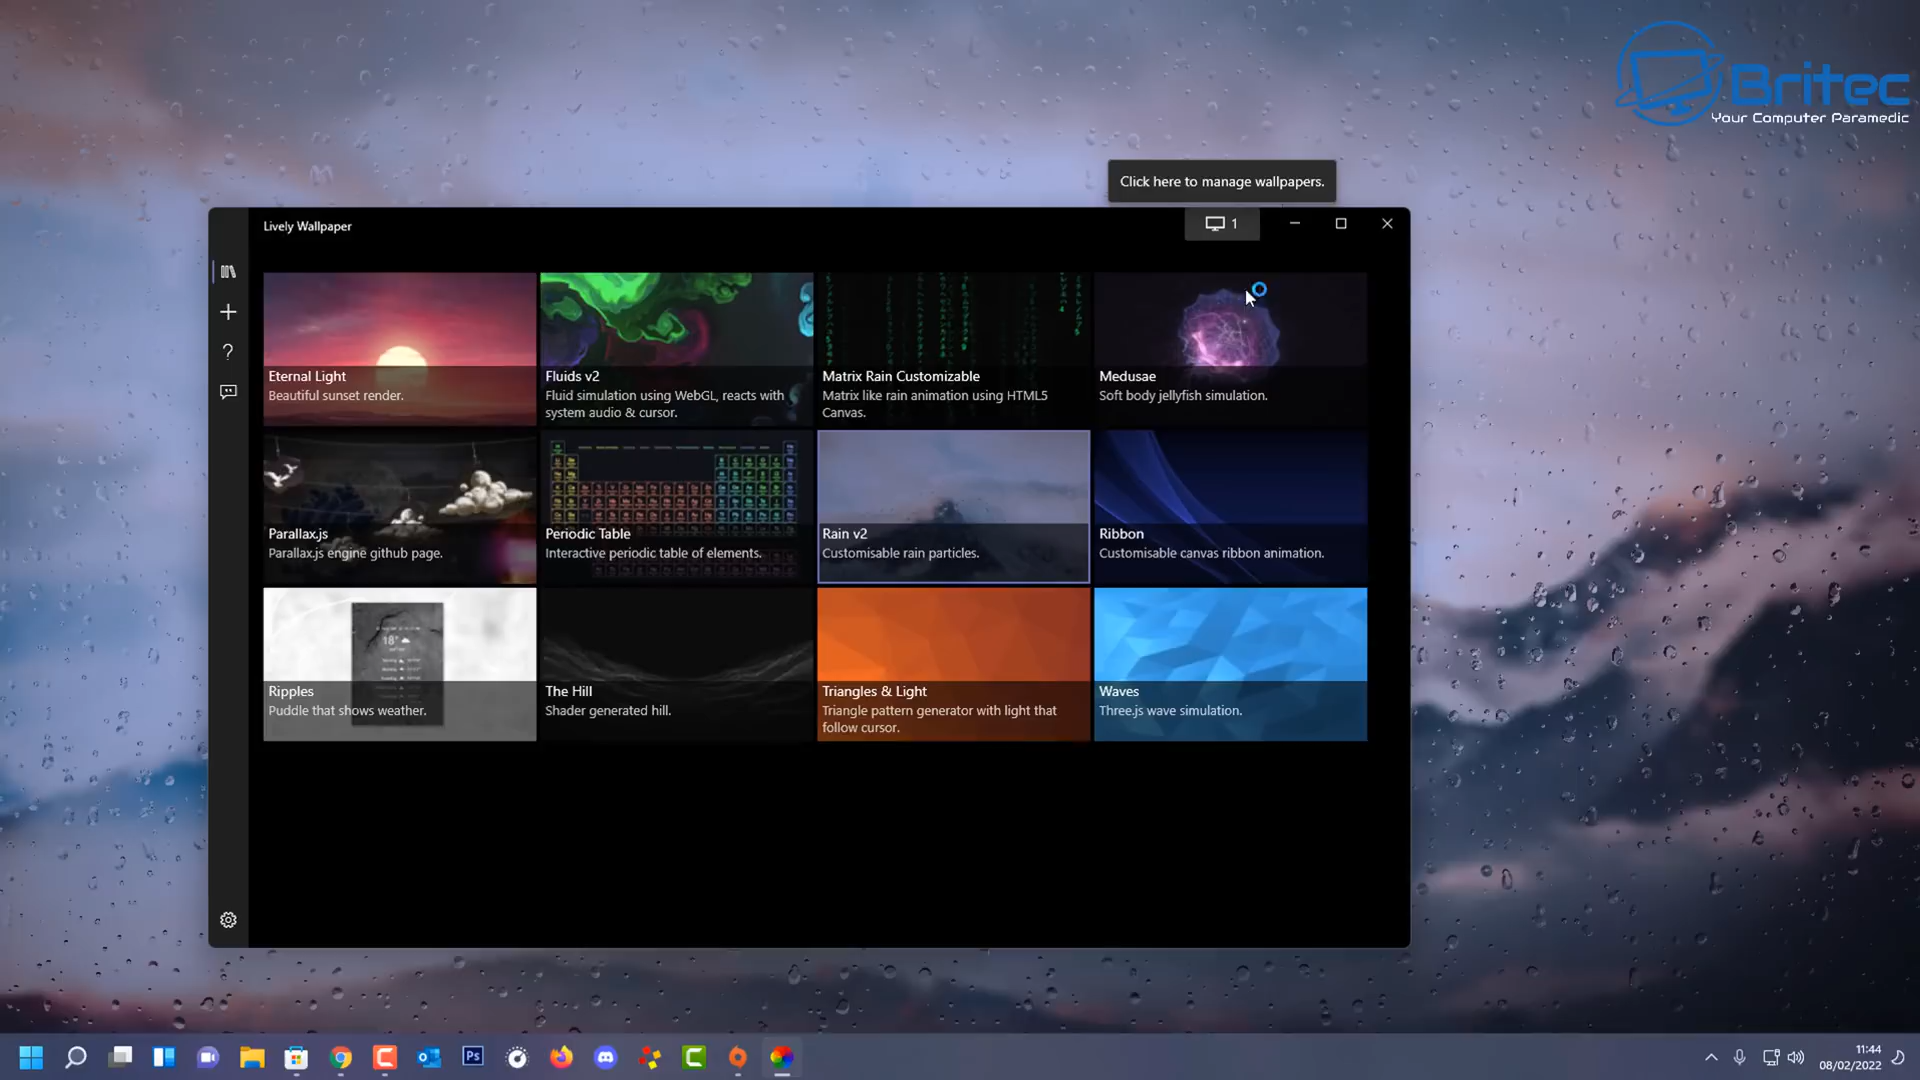 Britec
Your Computer Paramedic
Click here to manage wallpapers.
Lively Wallpaper
1
Eternal Light
Beautiful sunset render.
Fluids v2
Fluid simulation using WebGL, reacts with
system audio & cursor.
Matrix Rain Customizable
Matrix like rain animation using HTML5
Canvas.
Medusae
Soft body jellyfish simulation.
Parallax.js
Parallax.js engine github page.
Periodic Table
Interactive periodic table of elements.
Rain v2
Customisable rain particles.
Ribbon
Customisable canvas ribbon animation.
18°
Ripples
Puddle that shows weather.
The Hill
Shader generated hill.
Triangles & Light
Triangle pattern generator with light that
follow cursor.
Waves
Three.js wave simulation.
Ps
11:44
08/02/2022